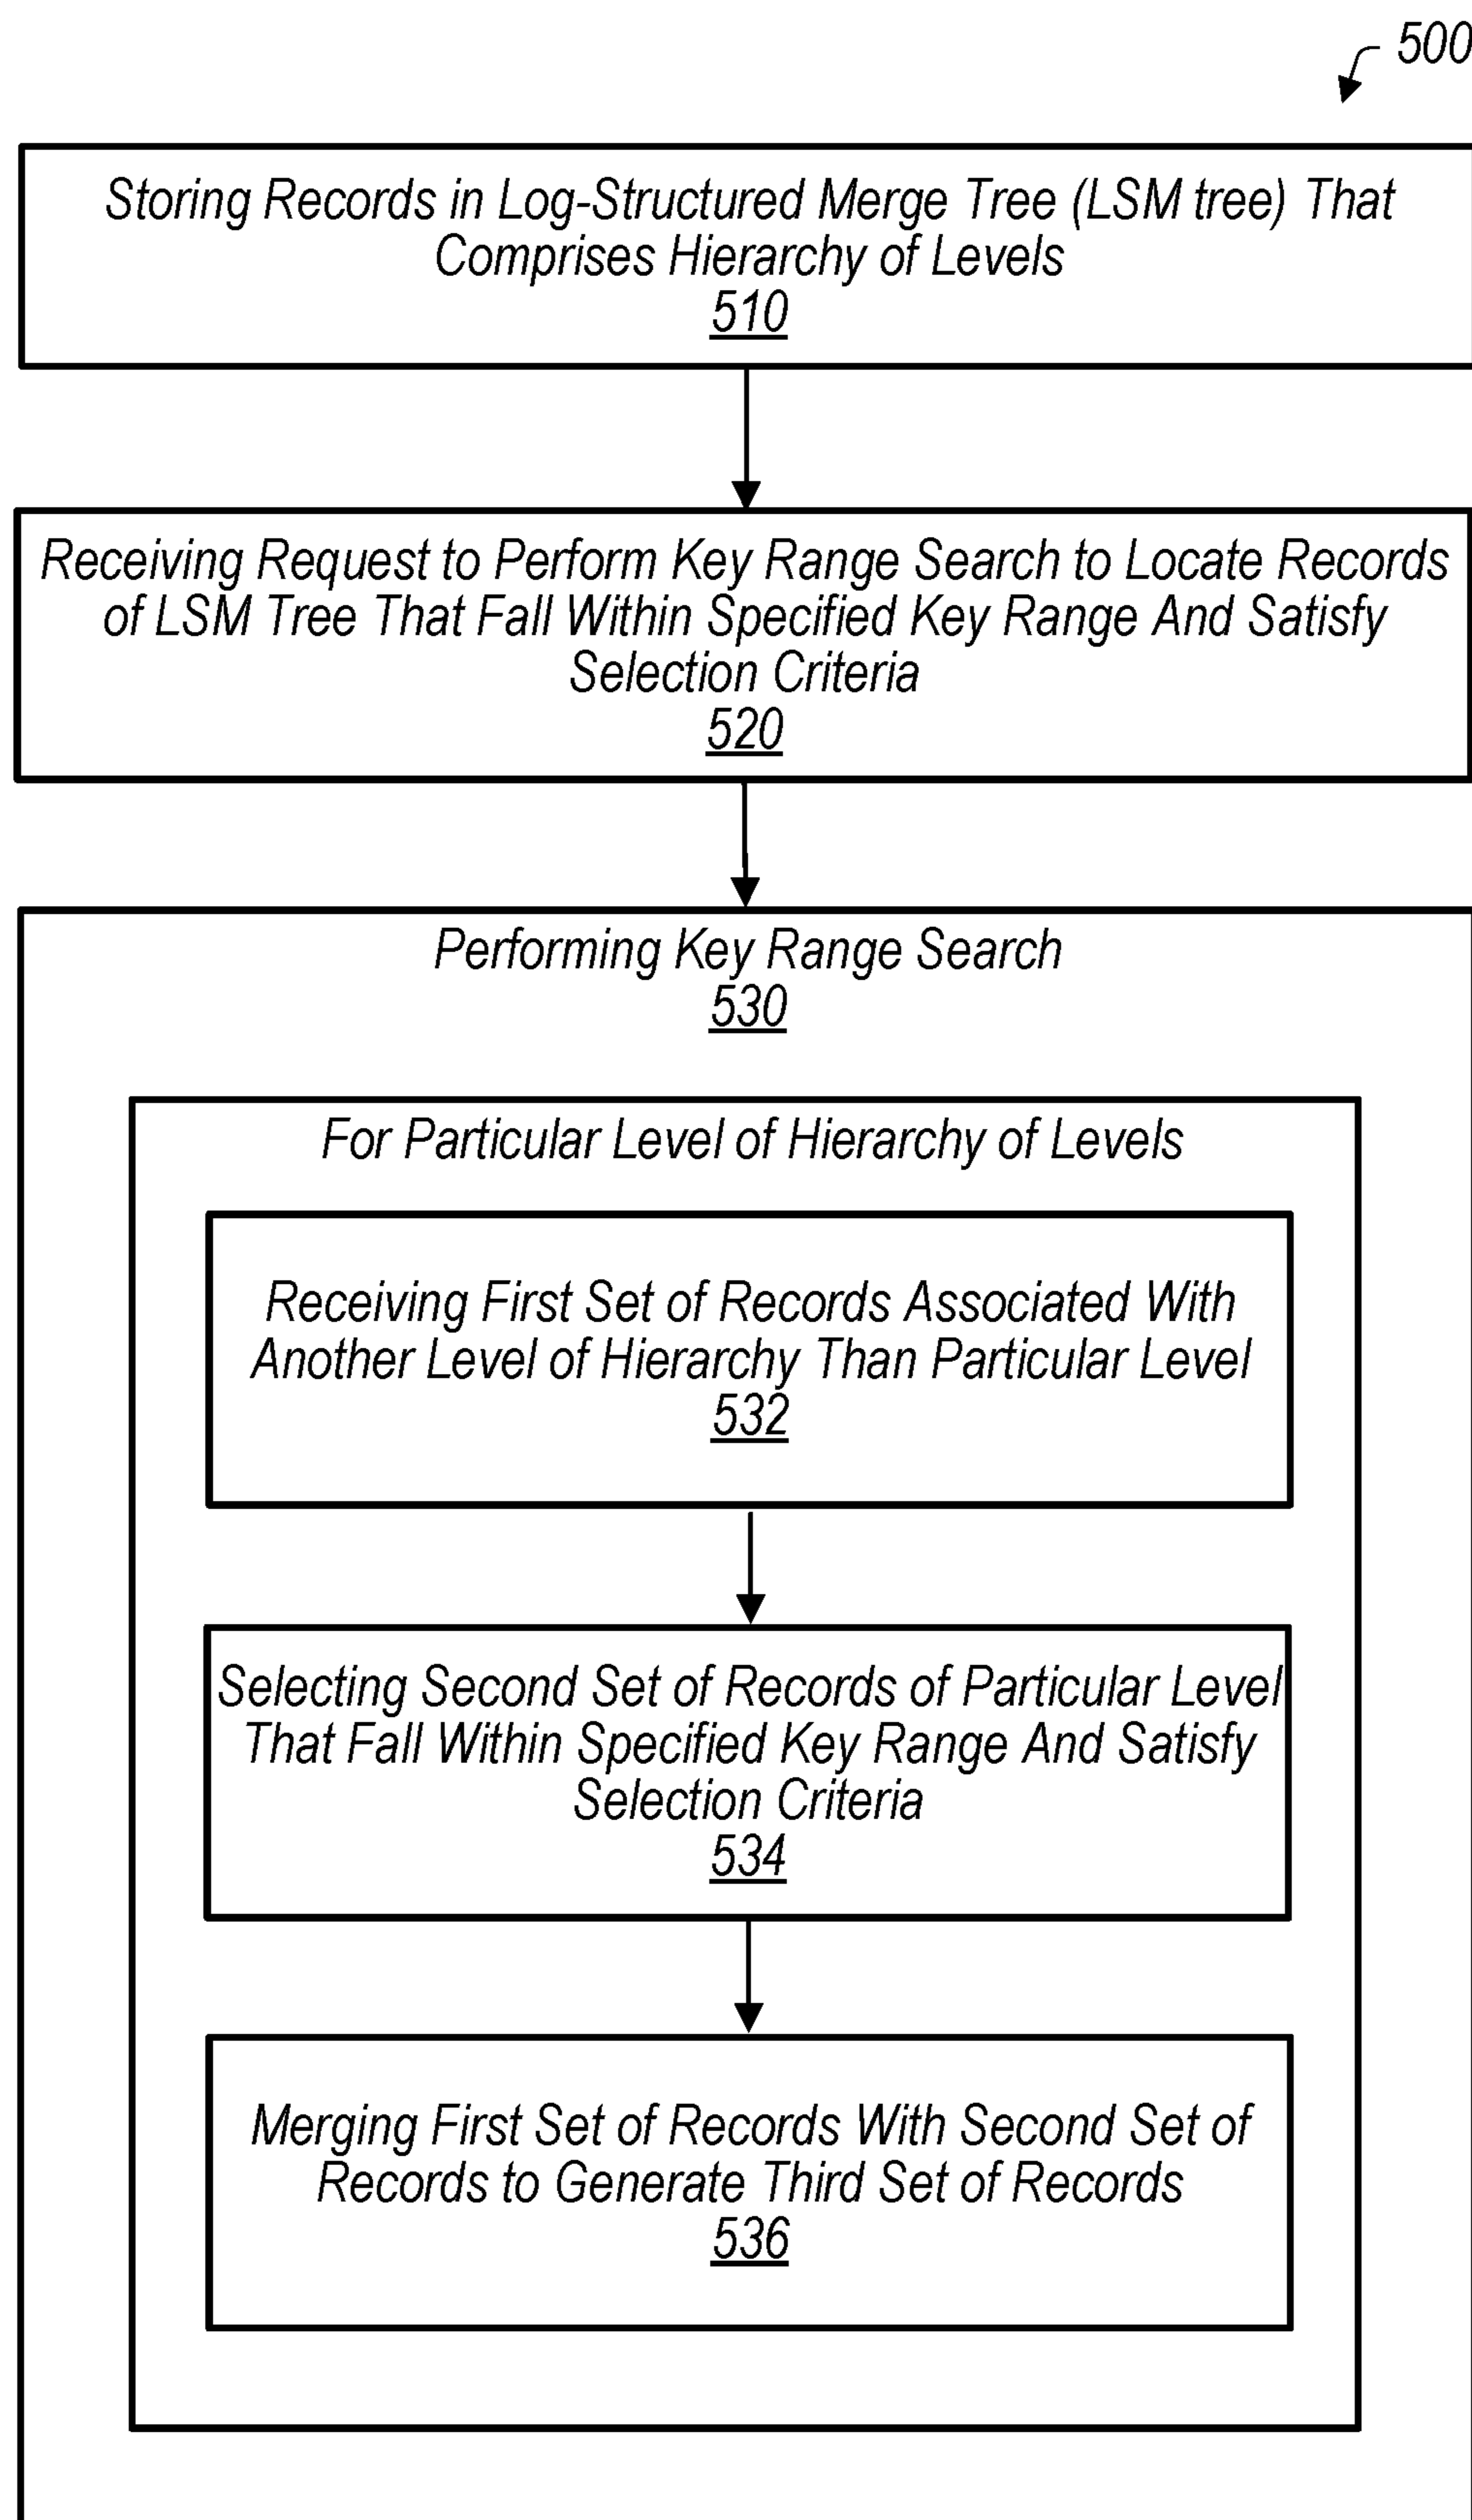 500
Storing Records in Log-Structured Merge Tree (LSM tree) That
Comprises Hierarchy of Levels
510
Receiving Request to Perform Key Range Search to Locate Records
of LSM Tree That Fall Within Specified Key Range And Satisfy
Selection Criteria
520
Performing Key Range Search
530
For Particular Level of Hierarchy of Levels
Receiving First Set of Records Associated With
Another Level of Hierarchy Than Particular Level
532
Selecting Second Set of Records of Particular Level
That Fall Within Specified Key Range And Satisfy
Selection Criteria
534
Merging First Set of Records With Second Set of
Records to Generate Third Set of Records
536